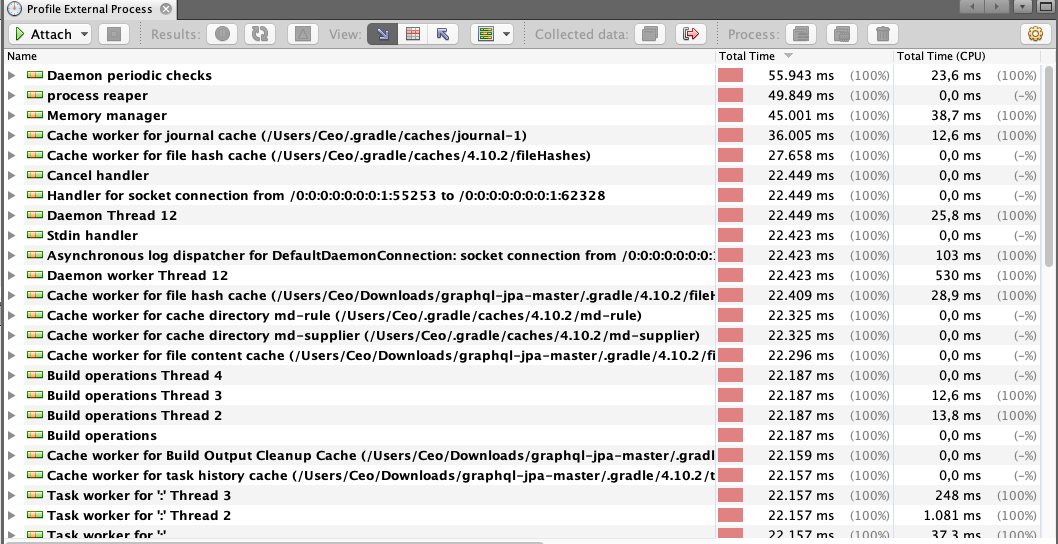 Profile External Process
Attach Results: View: Collected data: Process:
Name Total Time Total Time (CPU)
Daemon periodic checks 55.943 ms (100%) 23,6 ms (100%)
process reaper 49.849 ms (100%) 0,0 ms (-%)
Memory manager 45.001 ms (100%) 38,7 ms (100%)
Cache worker for journal cache (/Users/Ceo/.gradle/caches/journal-1) 36.005 ms (100%) 12,6 ms (100%)
Cache worker for file hash cache (/Users/Ceo/.gradle/caches/4.10.2/fileHashes) 27.658 ms (100%) 0,0 ms (-%)
Cancel handler 22.449 ms (100%) 0,0 ms (-%)
Handler for socket connection from /0:0:0:0:0:0:0:1:55253 to /0:0:0:0:0:0:0:1:62328 22.449 ms (100%) 0,0 ms (-%)
Daemon Thread 12 22.449 ms (100%) 25,8 ms (100%)
Stdin handler 22.423 ms (100%) 0,0 ms (-%)
Asynchronous log dispatcher for DefaultDaemonConnection: socket connection from /0:0:0:0:0:0:0: 22.423 ms (100%) 103 ms (100%)
Daemon worker Thread 12 22.423 ms (100%) 530 ms (100%)
Cache worker for file hash cache (/Users/Ceo/Downloads/graphql-jpa-master/.gradle/4.10.2/file 22.409 ms (100%) 28,9 ms (100%)
Cache worker for cache directory md-rule (/Users/Ceo/.gradle/caches/4.10.2/md-rule) 22.325 ms (100%) 0,0 ms (-%)
Cache worker for cache directory md-supplier (/Users/Ceo/.gradle/caches/4.10.2/md-supplier) 22.325 ms (100%) 0,0 ms (-%)
Cache worker for file content cache (/Users/Ceo/Downloads/graphql-jpa-master/.gradle/4.10.2/fi 22.296 ms (100%) 0,0 ms (-%)
Build operations Thread 4 22.187 ms (100%) 0,0 ms (-%)
Build operations Thread 3 22.187 ms (100%) 12,6 ms (100%)
Build operations Thread 2 22.187 ms (100%) 13,8 ms (100%)
Build operations 22.187 ms (100%) 0,0 ms (-%)
Cache worker for Build Output Cleanup Cache (/Users/Ceo/Downloads/graphql-jpa-master/.gradl 22.159 ms (100%) 0,0 ms (-%)
Cache worker for task history cache (/Users/Ceo/Downloads/graphql-jpa-master/.gradle/4.10.2/t 22.157 ms (100%) 0,0 ms (-%)
Task worker for ':' Thread 3 22.157 ms (100%) 248 ms (100%)
Task worker for ':' Thread 2 22.157 ms (100%) 1.081 ms (100%)
Task worker for ':' 22.157 ms (100%) 37,3 ms (100%)